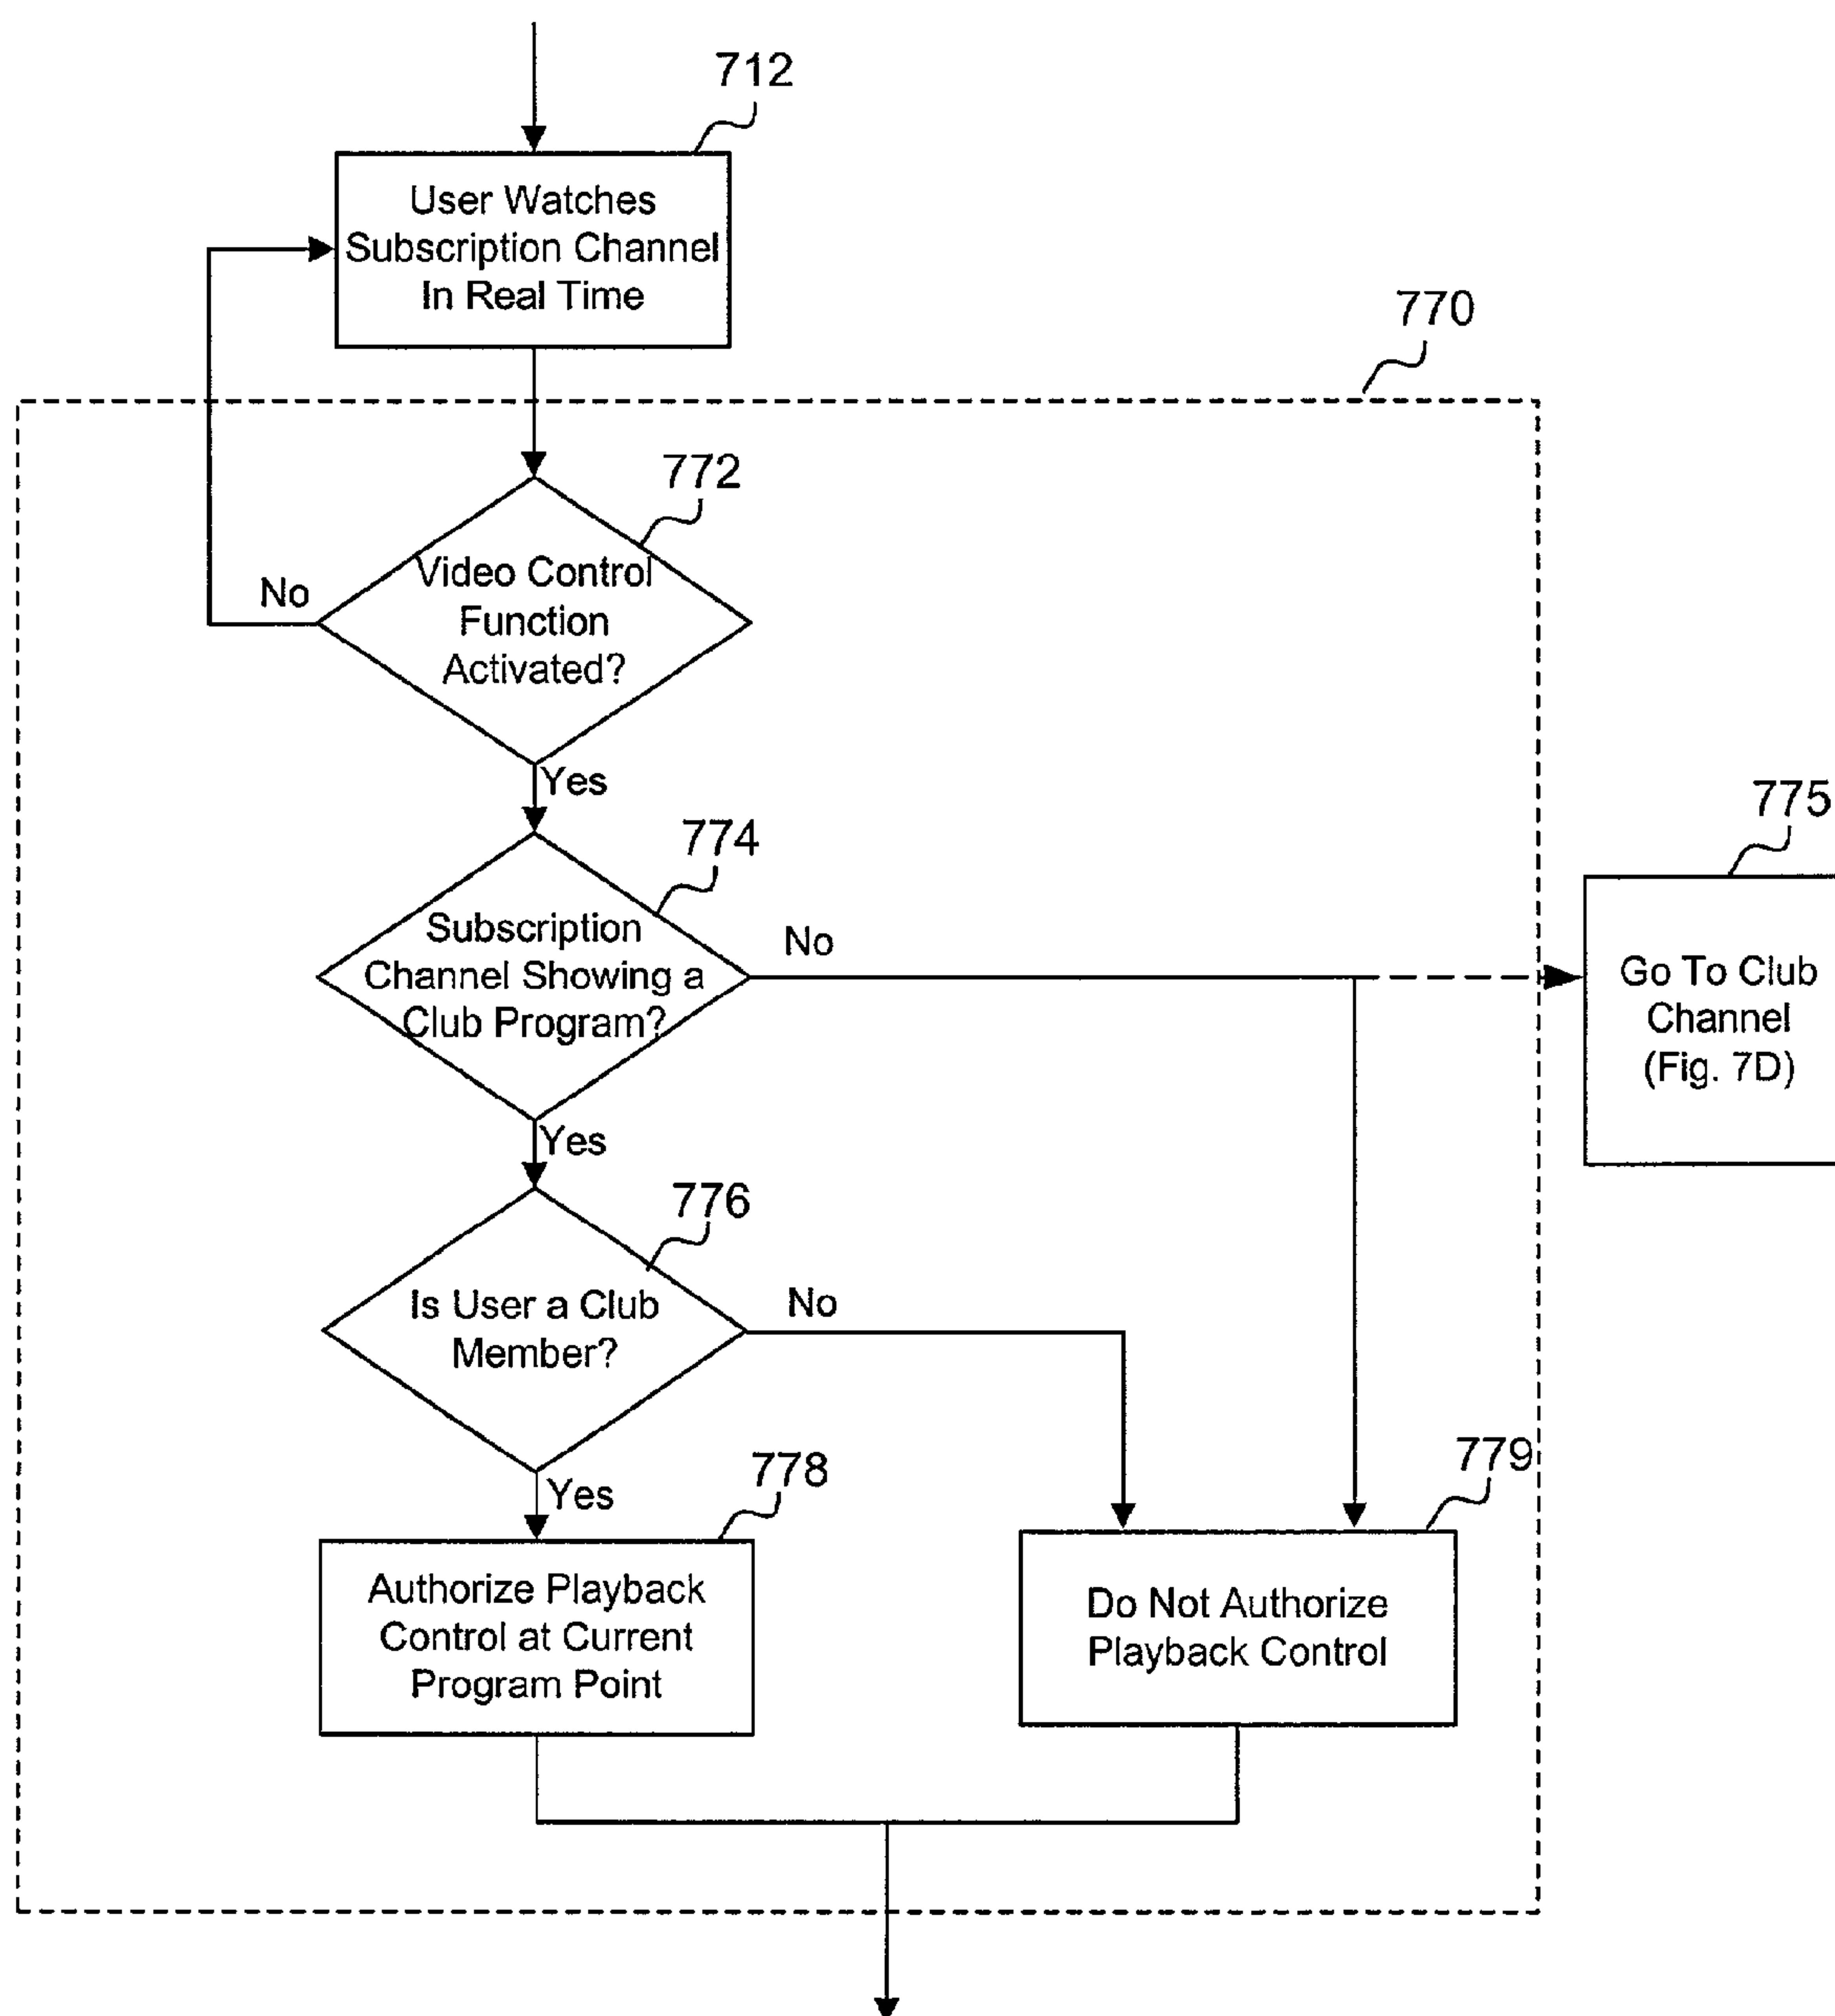 712
User Watches
Subscription Channel
In Real Time
770
772
Video Control
Function
Activated?
No
Yes
774
Subscription
Channel Showing a
Club Program?
No
775
Go To Club
Channel
(Fig. 7D)
Yes
776
Is User a Club
Member?
No
Yes
778
Authorize Playback
Control at Current
Program Point
779
Do Not Authorize
Playback Control